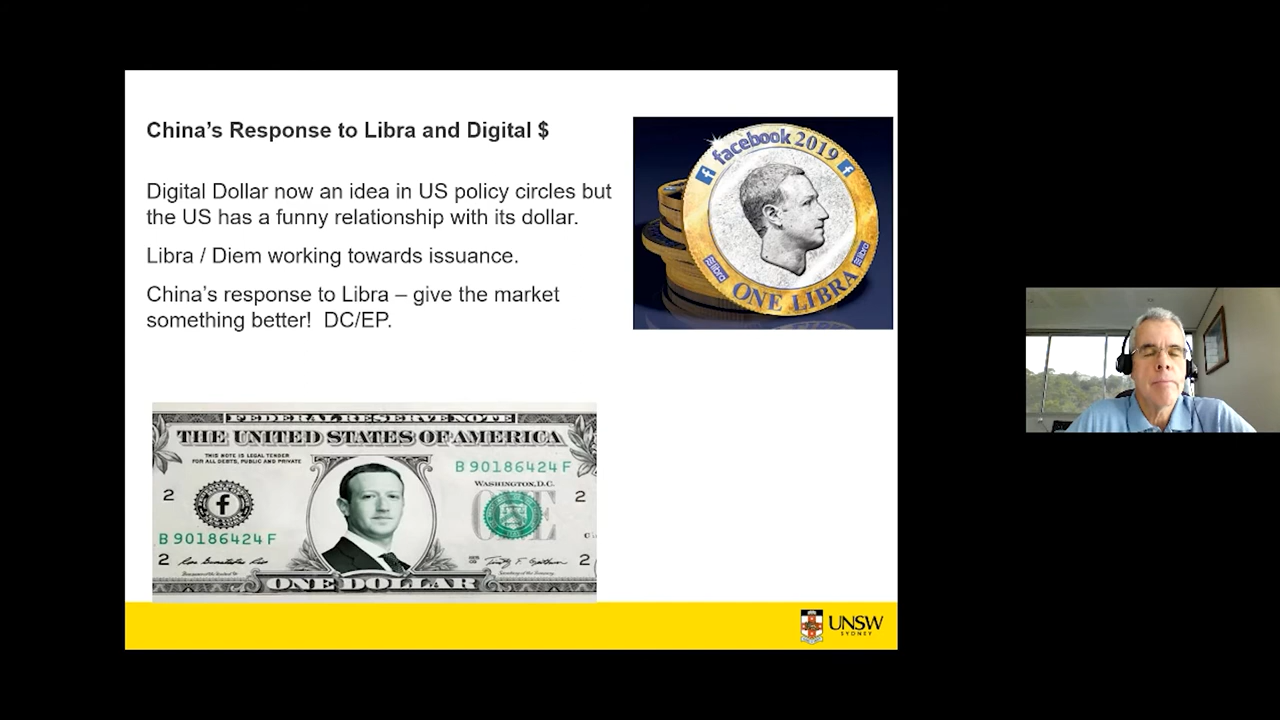 China’s Response to Libra and Digital $
Digital Dollar now an idea in US policy circles but
the US has a funny relationship with its dollar.
Libra / Diem working towards issuance.
China’s response to Libra – give the market
something better!  DC/EP.
facebook 2019
libra
libra
ONE LIBRA
FEDERAL RESERVE NOTE
THE UNITED STATES OF AMERICA
THIS NOTE IS LEGAL TENDER
FOR ALL DEBTS, PUBLIC AND PRIVATE
B 90186424 F
WASHINGTON, D.C.
2
2
f
ONE
B 90186424 F
2
2
ONE DOLLAR
UNSW
SYDNEY